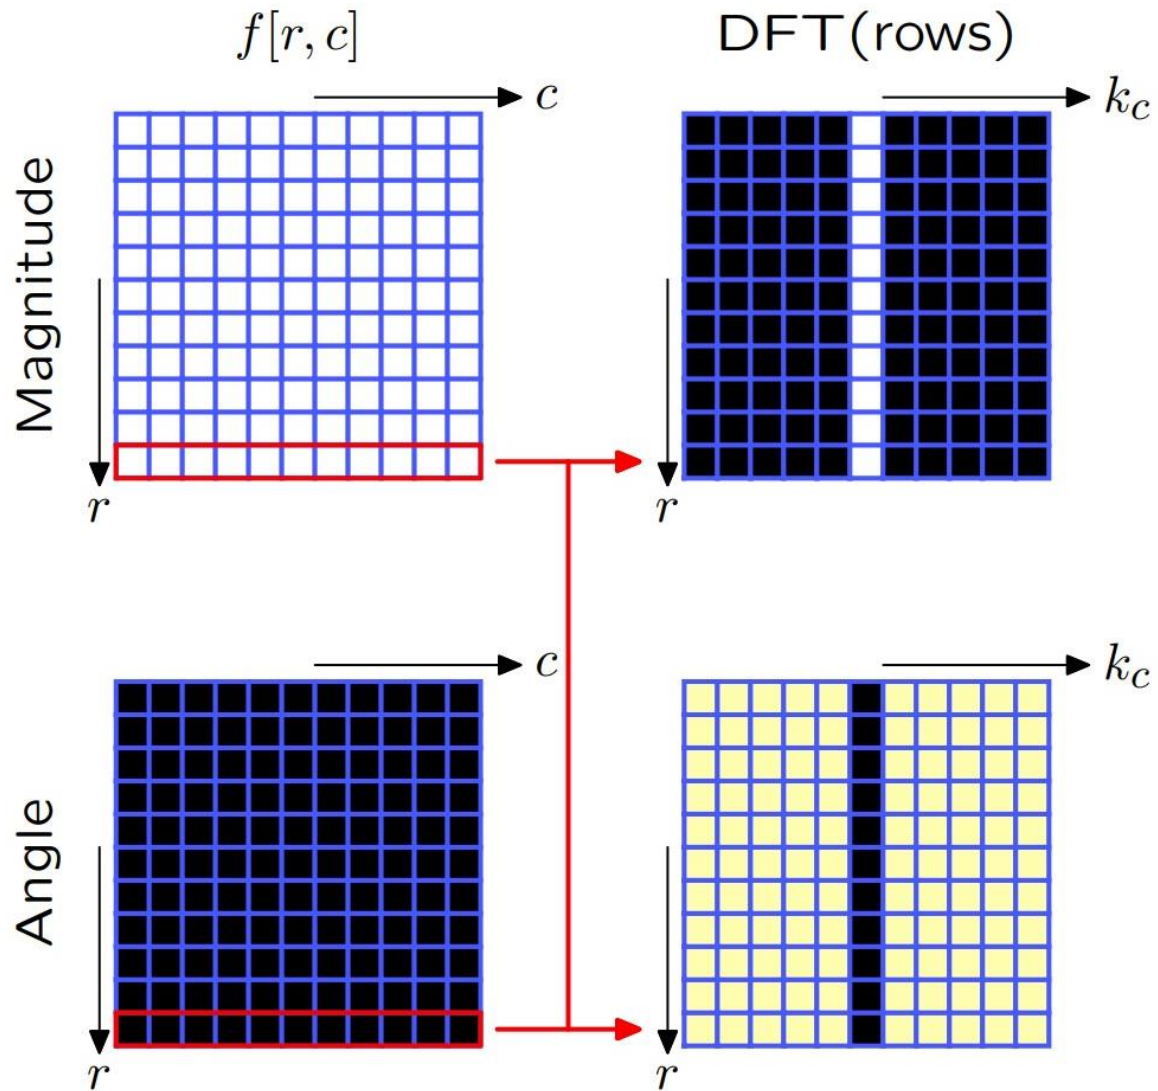 f[r, c]
DFT(rows)
c
k_c
Magnitude
r
r
c
k_c
Angle
r
r